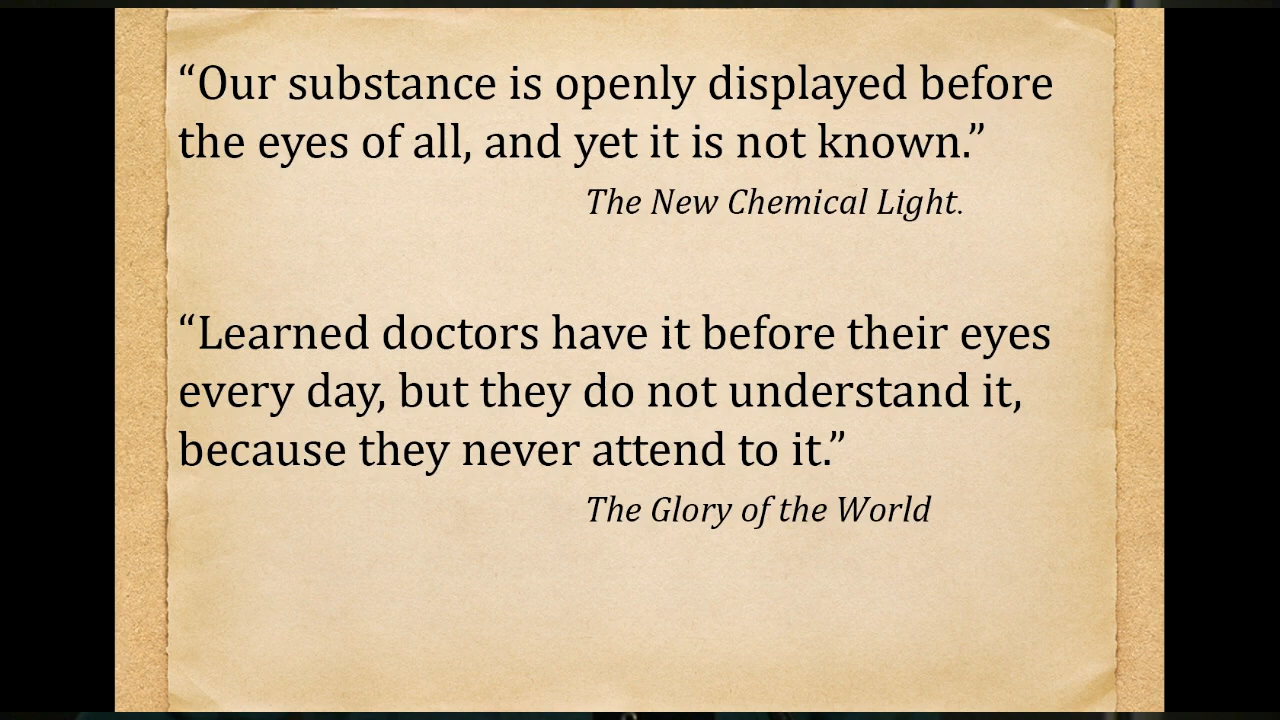 “Our substance is openly displayed before
the eyes of all, and yet it is not known.”
The New Chemical Light.
“Learned doctors have it before their eyes
every day, but they do not understand it,
because they never attend to it.”
The Glory of the World